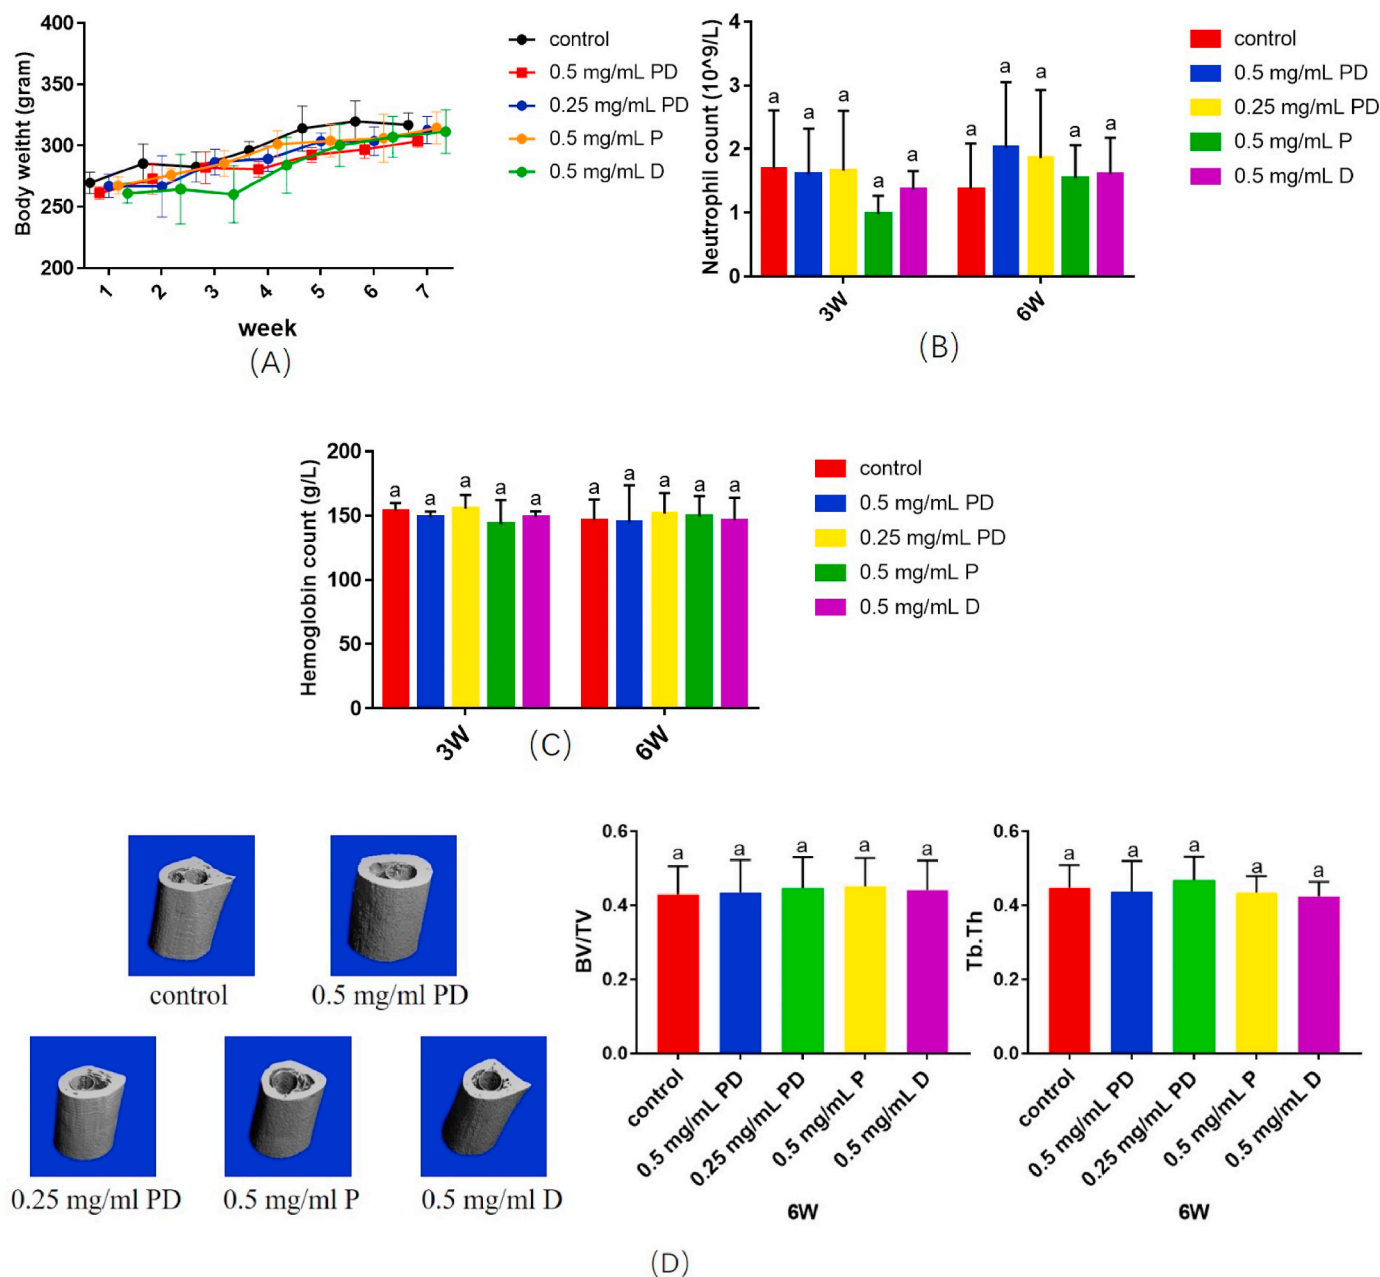 400
350
300
250
200
Body weitht (gram)
1 2 3 4 5 6 7
week
control
0.5 mg/mL PD
0.25 mg/mL PD
0.5 mg/mL P
0.5 mg/mL D
(A)
4
3
2
1
0
Neutrophil count (10^9/L)
a a a a a a a a a a
3W 6W
control
0.5 mg/mL PD
0.25 mg/mL PD
0.5 mg/mL P
0.5 mg/mL D
(B)
200
150
100
50
0
Hemoglobin count (g/L)
a a a a a a a a a a
3W 6W
control
0.5 mg/mL PD
0.25 mg/mL PD
0.5 mg/mL P
0.5 mg/mL D
(C)
control
0.5 mg/ml PD
0.25 mg/ml PD
0.5 mg/ml P
0.5 mg/ml D
0.6
0.4
0.2
0.0
BV/TV
a a a a a
control
0.5 mg/mL PD
0.25 mg/mL PD
0.5 mg/mL P
0.5 mg/mL D
6W
0.6
0.4
0.2
0.0
Tb.Th
a a a a a
control
0.5 mg/mL PD
0.25 mg/mL PD
0.5 mg/mL P
0.5 mg/mL D
6W
(D)